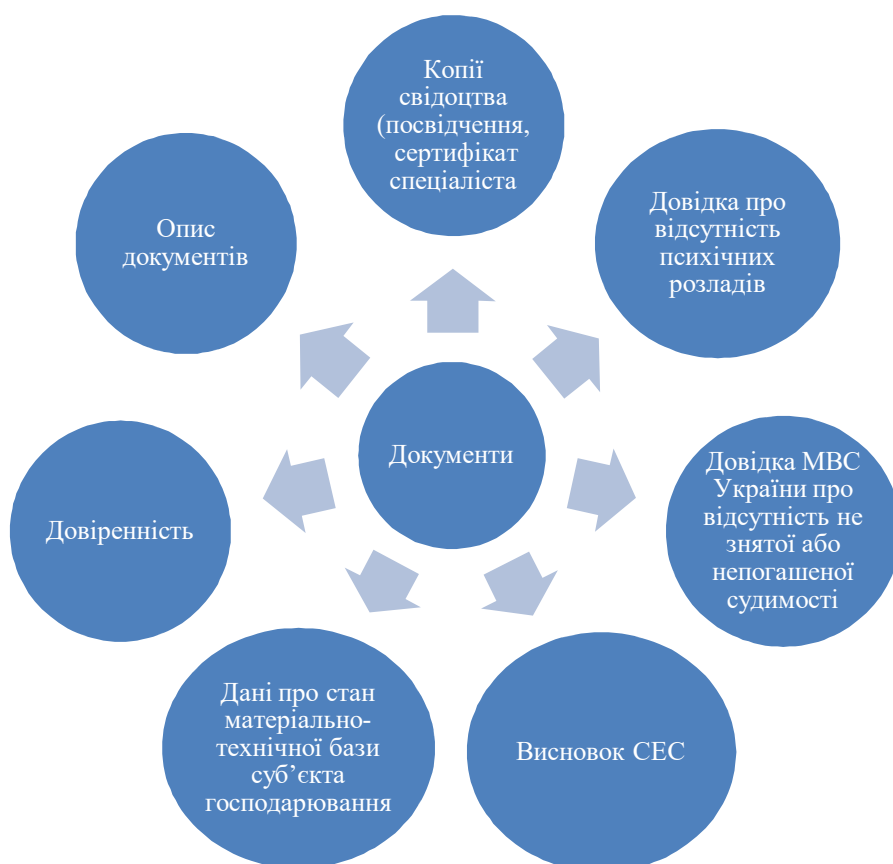 Копії
свідоцтва
(посвідчення,
сертифікат
спеціаліста
Довідка про
відсутність
психічних
розладів
Довідка МВС
України про
відсутність не
знятої або
непогашеної
судимості
Висновок СЕС
Дані про стан
матеріально-
технічної бази
суб’єкта
господарювання
Довіренність
Опис
документів
Документи